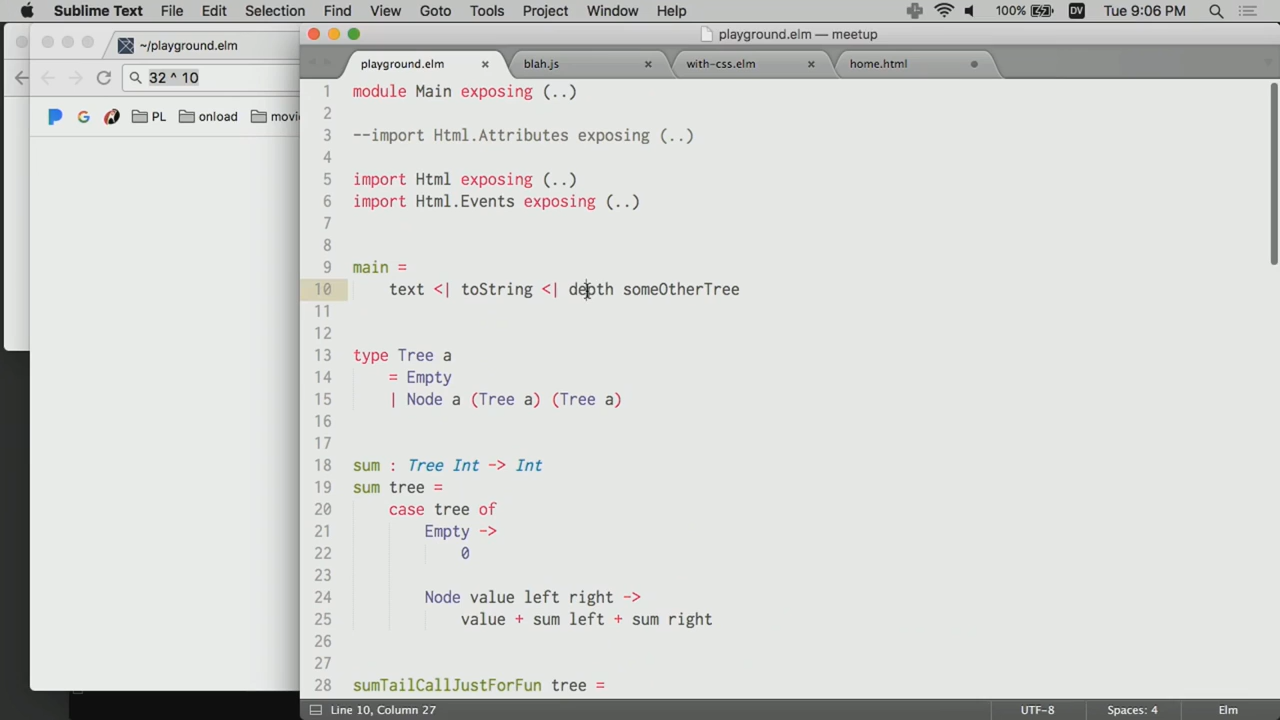 Sublime Text File Edit Selection Find View Goto Tools Project Window Help 100% DV Tue 9:06 PM
playground.elm — meetup
~/playground.elm
playground.elm blah.js with-css.elm home.html
32 ^ 10
PL onload movi
1 module Main exposing (..)
2
3 --import Html.Attributes exposing (..)
4
5 import Html exposing (..)
6 import Html.Events exposing (..)
7
8
9 main =
10 text <| toString <| depth someOtherTree
11
12
13 type Tree a
14 = Empty
15 | Node a (Tree a) (Tree a)
16
17
18 sum : Tree Int -> Int
19 sum tree =
20 case tree of
21 Empty ->
22 0
23
24 Node value left right ->
25 value + sum left + sum right
26
27
28 sumTailCallJustForFun tree =
Line 10, Column 27 UTF-8 Spaces: 4 Elm